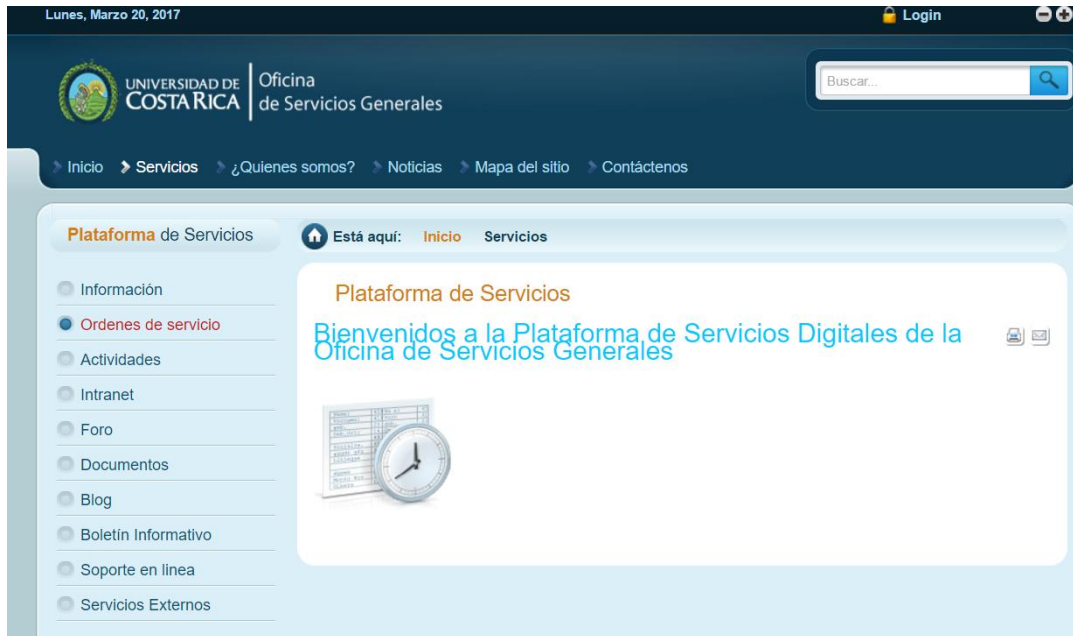 Lunes, Marzo 20, 2017
Login
UNIVERSIDAD DE
COSTA RICA
Oficina
de Servicios Generales
Buscar...
Inicio
Servicios
¿Quienes somos?
Noticias
Mapa del sitio
Contáctenos
Plataforma de Servicios
Está aquí: Inicio Servicios
Información
Ordenes de servicio
Actividades
Intranet
Foro
Documentos
Blog
Boletín Informativo
Soporte en linea
Servicios Externos
Plataforma de Servicios
Bienvenidos a la Plataforma de Servicios Digitales de la
Oficina de Servicios Generales